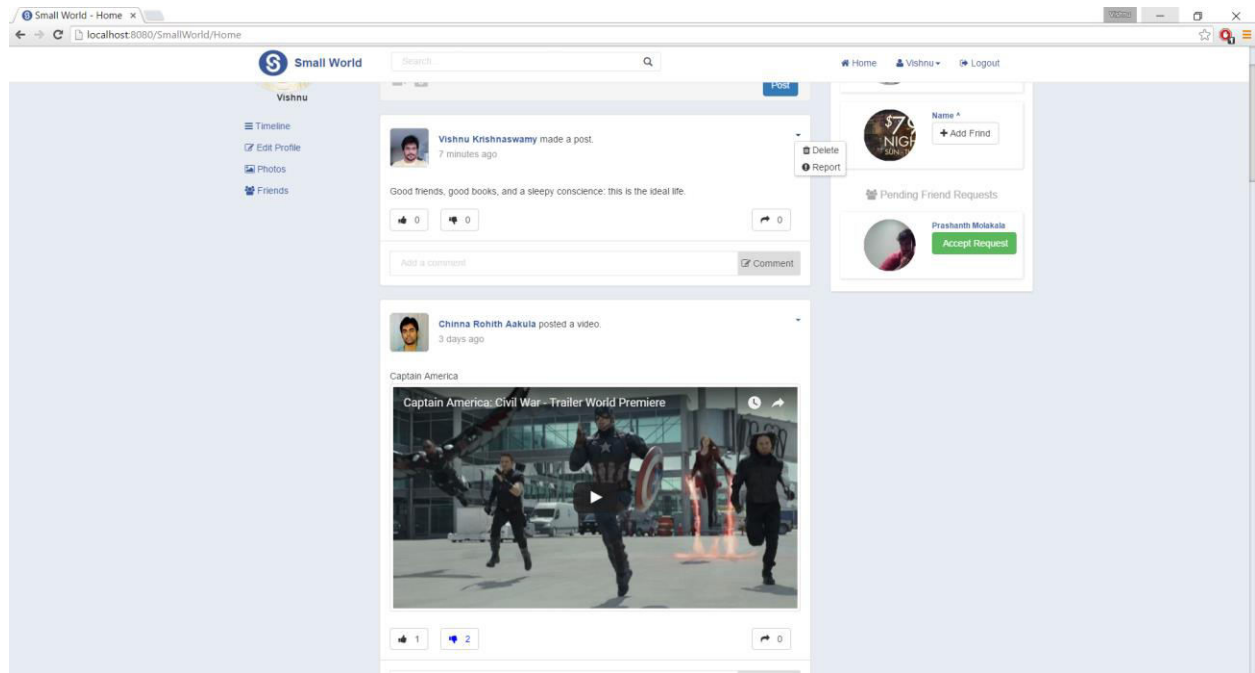 Small World - Home
Vishnu
localhost:8080/SmallWorld/Home
S Small World
Search...
Home Vishnu Logout
Vishnu
Timeline
Edit Profile
Photos
Friends
Post
Vishnu Krishnaswamy made a post.
7 minutes ago
Delete
Report
Good friends, good books, and a sleepy conscience: this is the ideal life.
0 0 0
Add a comment
Comment
Chinna Rohith Aakula posted a video.
3 days ago
Captain America
Captain America: Civil War - Trailer World Premiere
1 2 0
$79
NIGH
SUN
Name ^
Add Frind
Pending Friend Requests
Prashanth Molakala
Accept Request